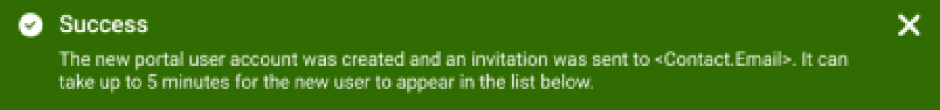 Success
The new portal user account was created and an invitation was sent to <Contact.Email>. It can
take up to 5 minutes for the new user to appear in the list below.